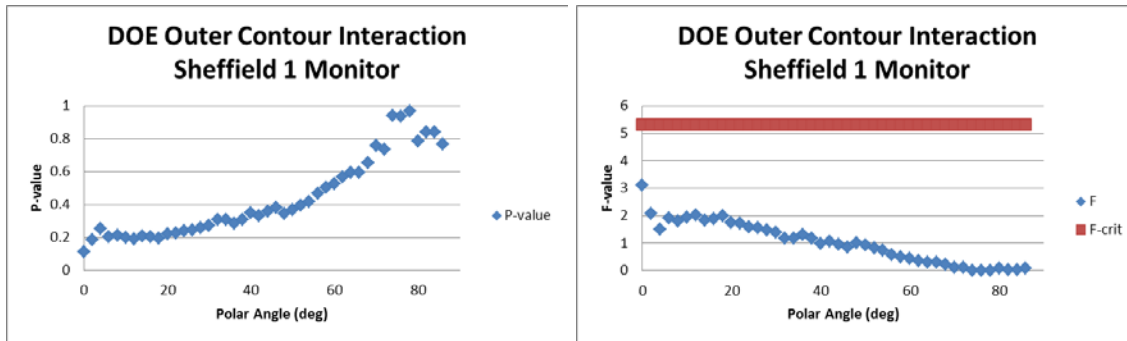 DOE Outer Contour Interaction
Sheffield 1 Monitor
1
0.8
0.6
0.4
0.2
0
P-value
0 20 40 60 80
Polar Angle (deg)
P-value
DOE Outer Contour Interaction
Sheffield 1 Monitor
6
5
4
3
2
1
0
F-value
0 20 40 60 80
Polar Angle (deg)
F
F-crit